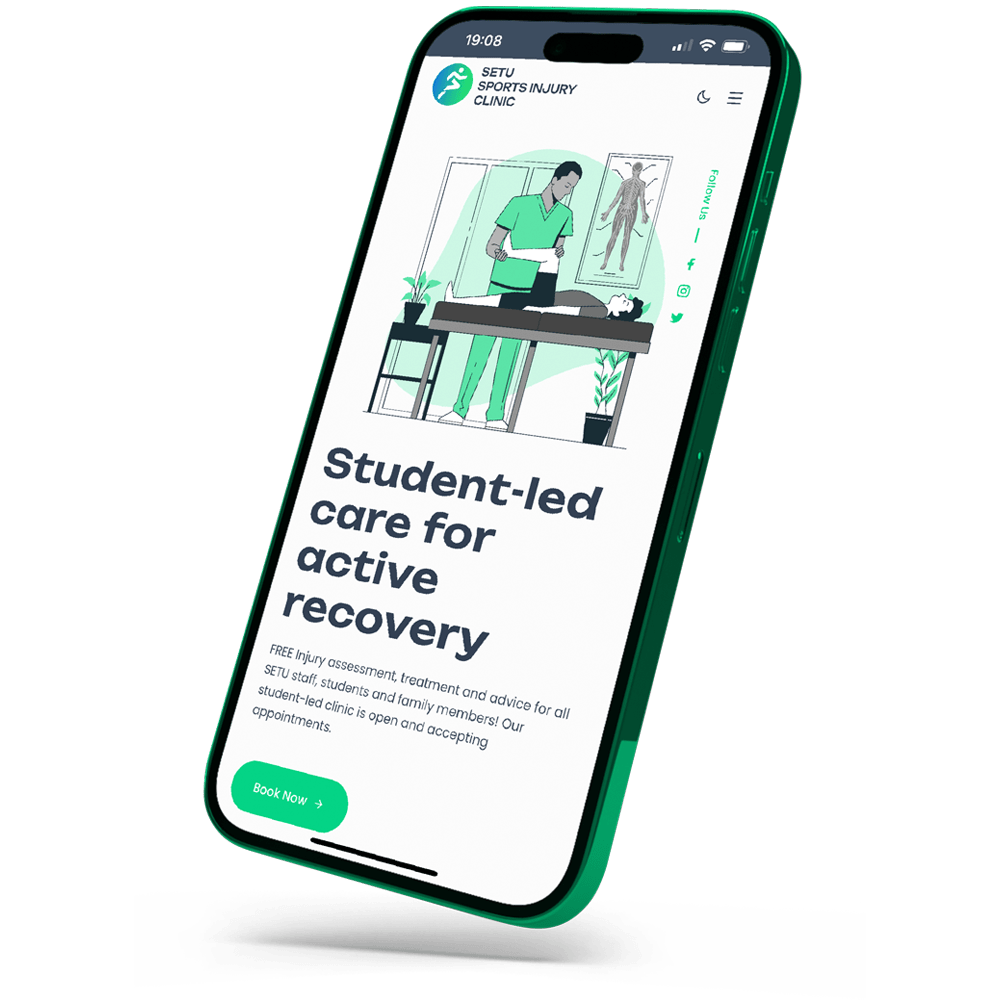 19:08
SETU
SPORTS INJURY
CLINIC
Follow Us
Student-led
care for
active
recovery
FREE Injury assessment, treatment and advice for all
SETU staff, students and family members! Our
student-led clinic is open and accepting
appointments.
Book Now →